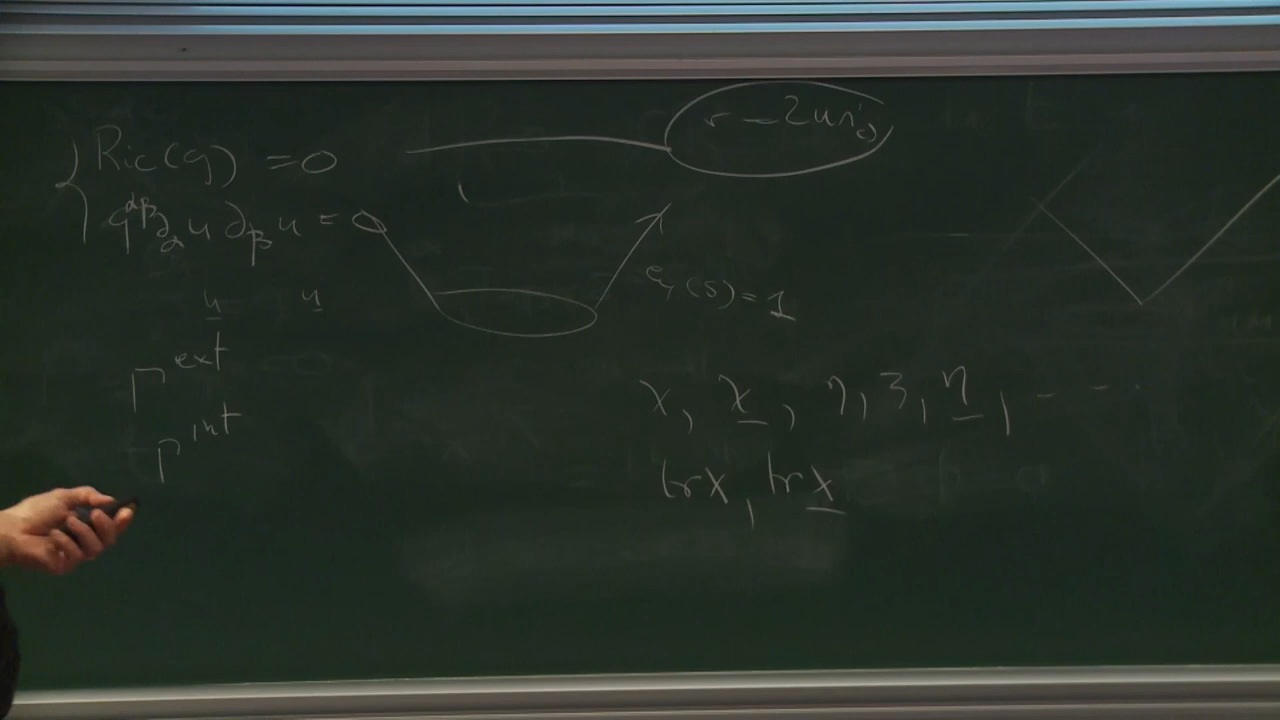 Ric(g) = 0
g^{αβ} ∂_α u ∂_β u = 0
u u
Γ^{ext}
Γ^{int}
e_4(s) = 1
χ, χ̲, η, ζ, η̲, - - -
trχ, trχ̲